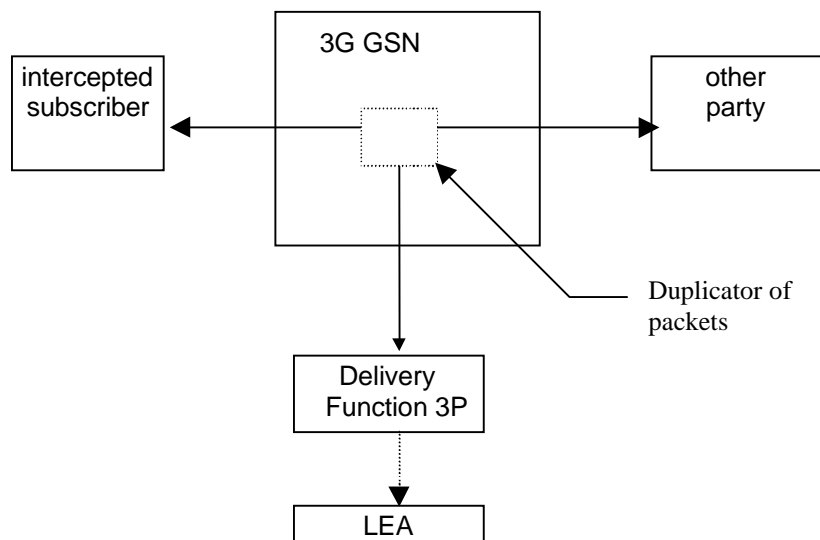 3G GSN
intercepted
subscriber
other
party
Duplicator of
packets
Delivery
Function 3P
LEA